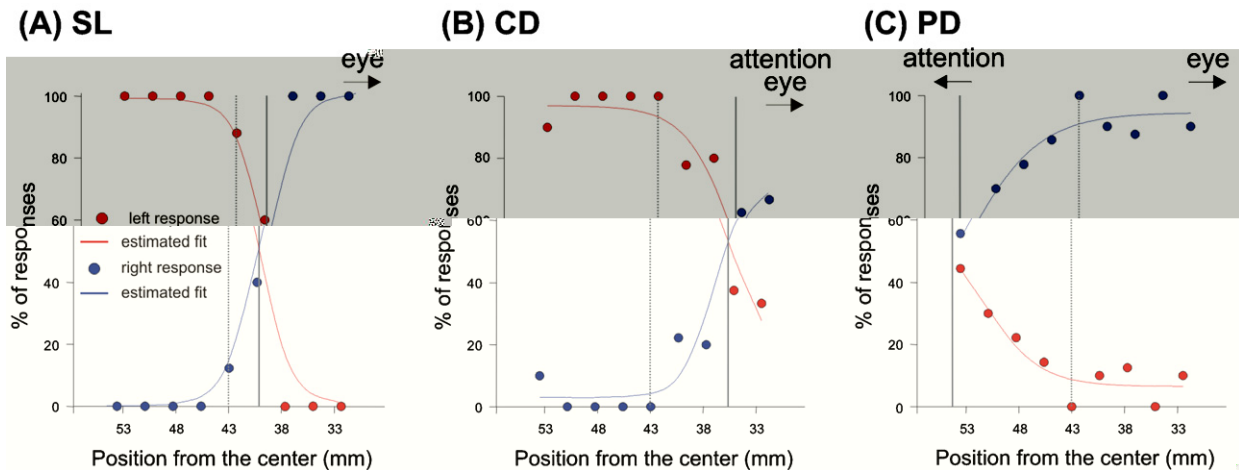 (A) SL
(B) CD
(C) PD
eye
attention
eye
attention
eye
100
80
60
40
20
0
% of responses
left response
estimated fit
right response
estimated fit
53 48 43 38 33
Position from the center (mm)
100
80
60
40
20
0
% of responses
53 48 43 38 33
Position from the center (mm)
100
80
60
40
20
0
% of responses
53 48 43 38 33
Position from the center (mm)